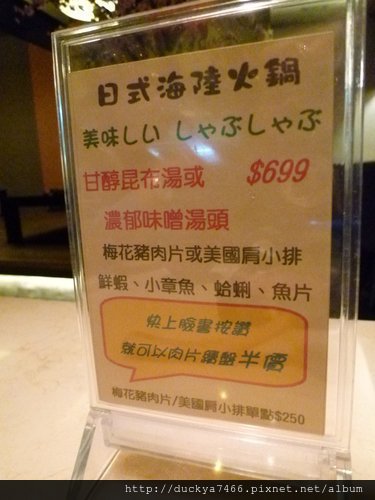 日式海陸火鍋
美味しい しゃぶしゃぶ
甘醇昆布湯或 $699
濃郁味噌湯頭
梅花豬肉片或美國肩小排
鮮蝦、小章魚、蛤蜊、魚片
快上臉書按讚
就可以肉片續盤半價
梅花豬肉片/美國肩小排單點$250
http://duckya7466.pixnet.net/album